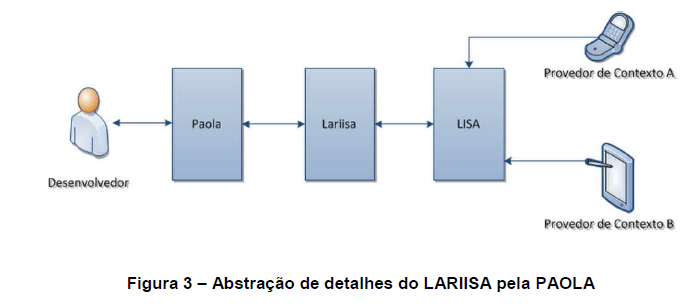 Provedor de Contexto A
Paola
Lariisa
LISA
Desenvolvedor
Provedor de Contexto B
Figura 3 – Abstração de detalhes do LARIISA pela PAOLA